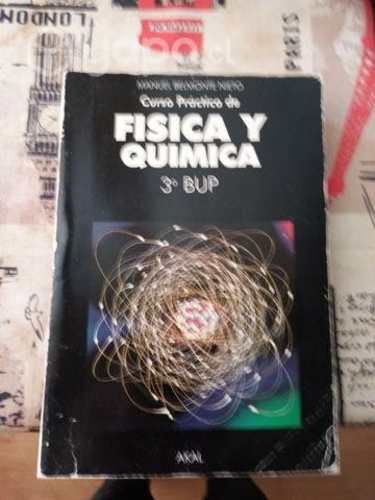 LONDON
PARIS
MANUEL BELMONTE NIETO
Curso Práctico de
FISICA Y
QUIMICA
3º BUP
AKAL